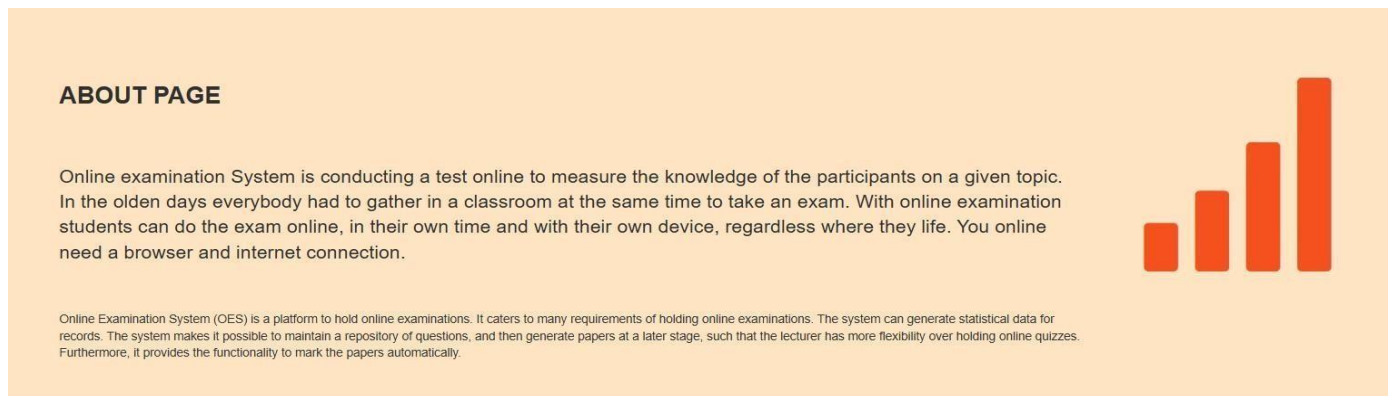 ABOUT PAGE
Online examination System is conducting a test online to measure the knowledge of the participants on a given topic.
In the olden days everybody had to gather in a classroom at the same time to take an exam. With online examination
students can do the exam online, in their own time and with their own device, regardless where they life. You online
need a browser and internet connection.
Online Examination System (OES) is a platform to hold online examinations. It caters to many requirements of holding online examinations. The system can generate statistical data for
records. The system makes it possible to maintain a repository of questions, and then generate papers at a later stage, such that the lecturer has more flexibility over holding online quizzes.
Furthermore, it provides the functionality to mark the papers automatically.